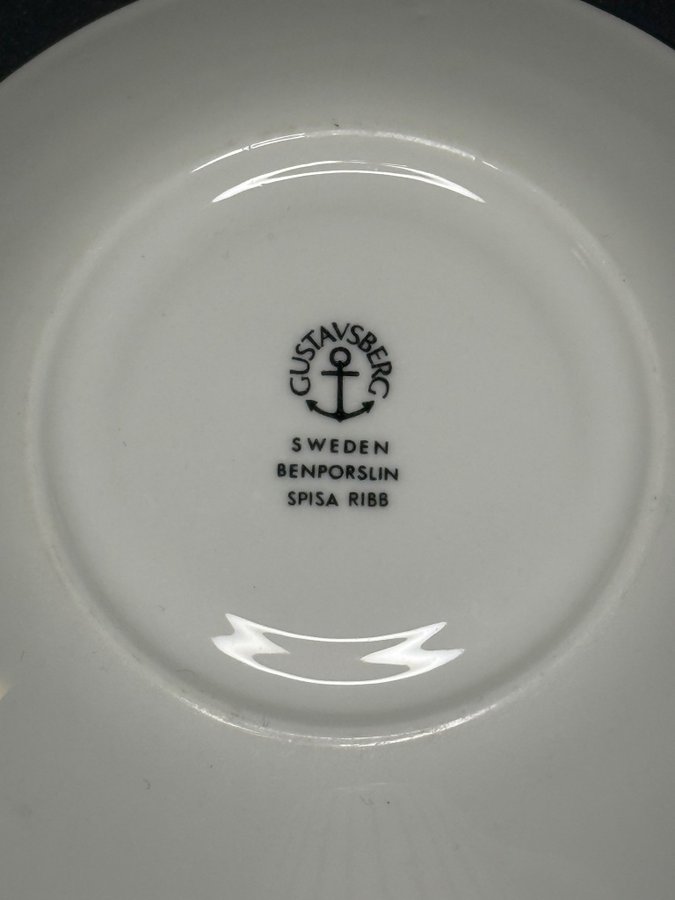 GUSTAVSBERG
SWEDEN
BENPORSLIN
SPISA RIBB